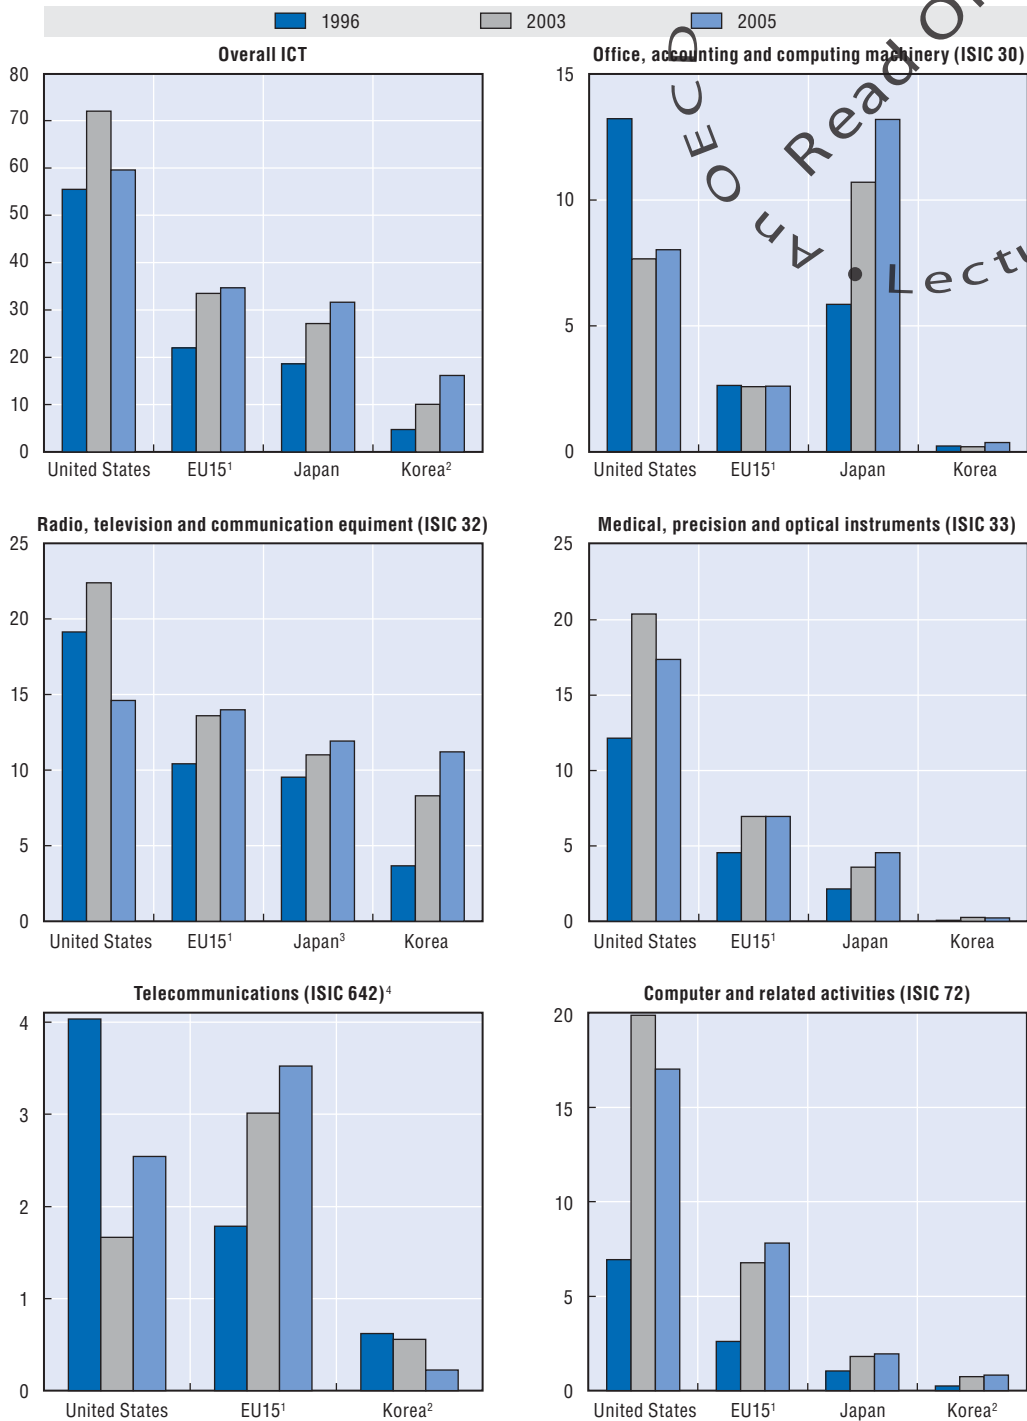 1996 2003 2005
Overall ICT
80
70
60
50
40
30
20
10
0
United States EU15¹ Japan Korea²
Office, accounting and computing machinery (ISIC 30)
15
10
5
0
United States EU15¹ Japan Korea
Radio, television and communication equiment (ISIC 32)
25
20
15
10
5
0
United States EU15¹ Japan³ Korea
Medical, precision and optical instruments (ISIC 33)
25
20
15
10
5
0
United States EU15¹ Japan Korea
Telecommunications (ISIC 642)⁴
4
3
2
1
0
United States EU15¹ Korea²
Computer and related activities (ISIC 72)
20
15
10
5
0
United States EU15¹ Japan Korea²
An OECD
Read